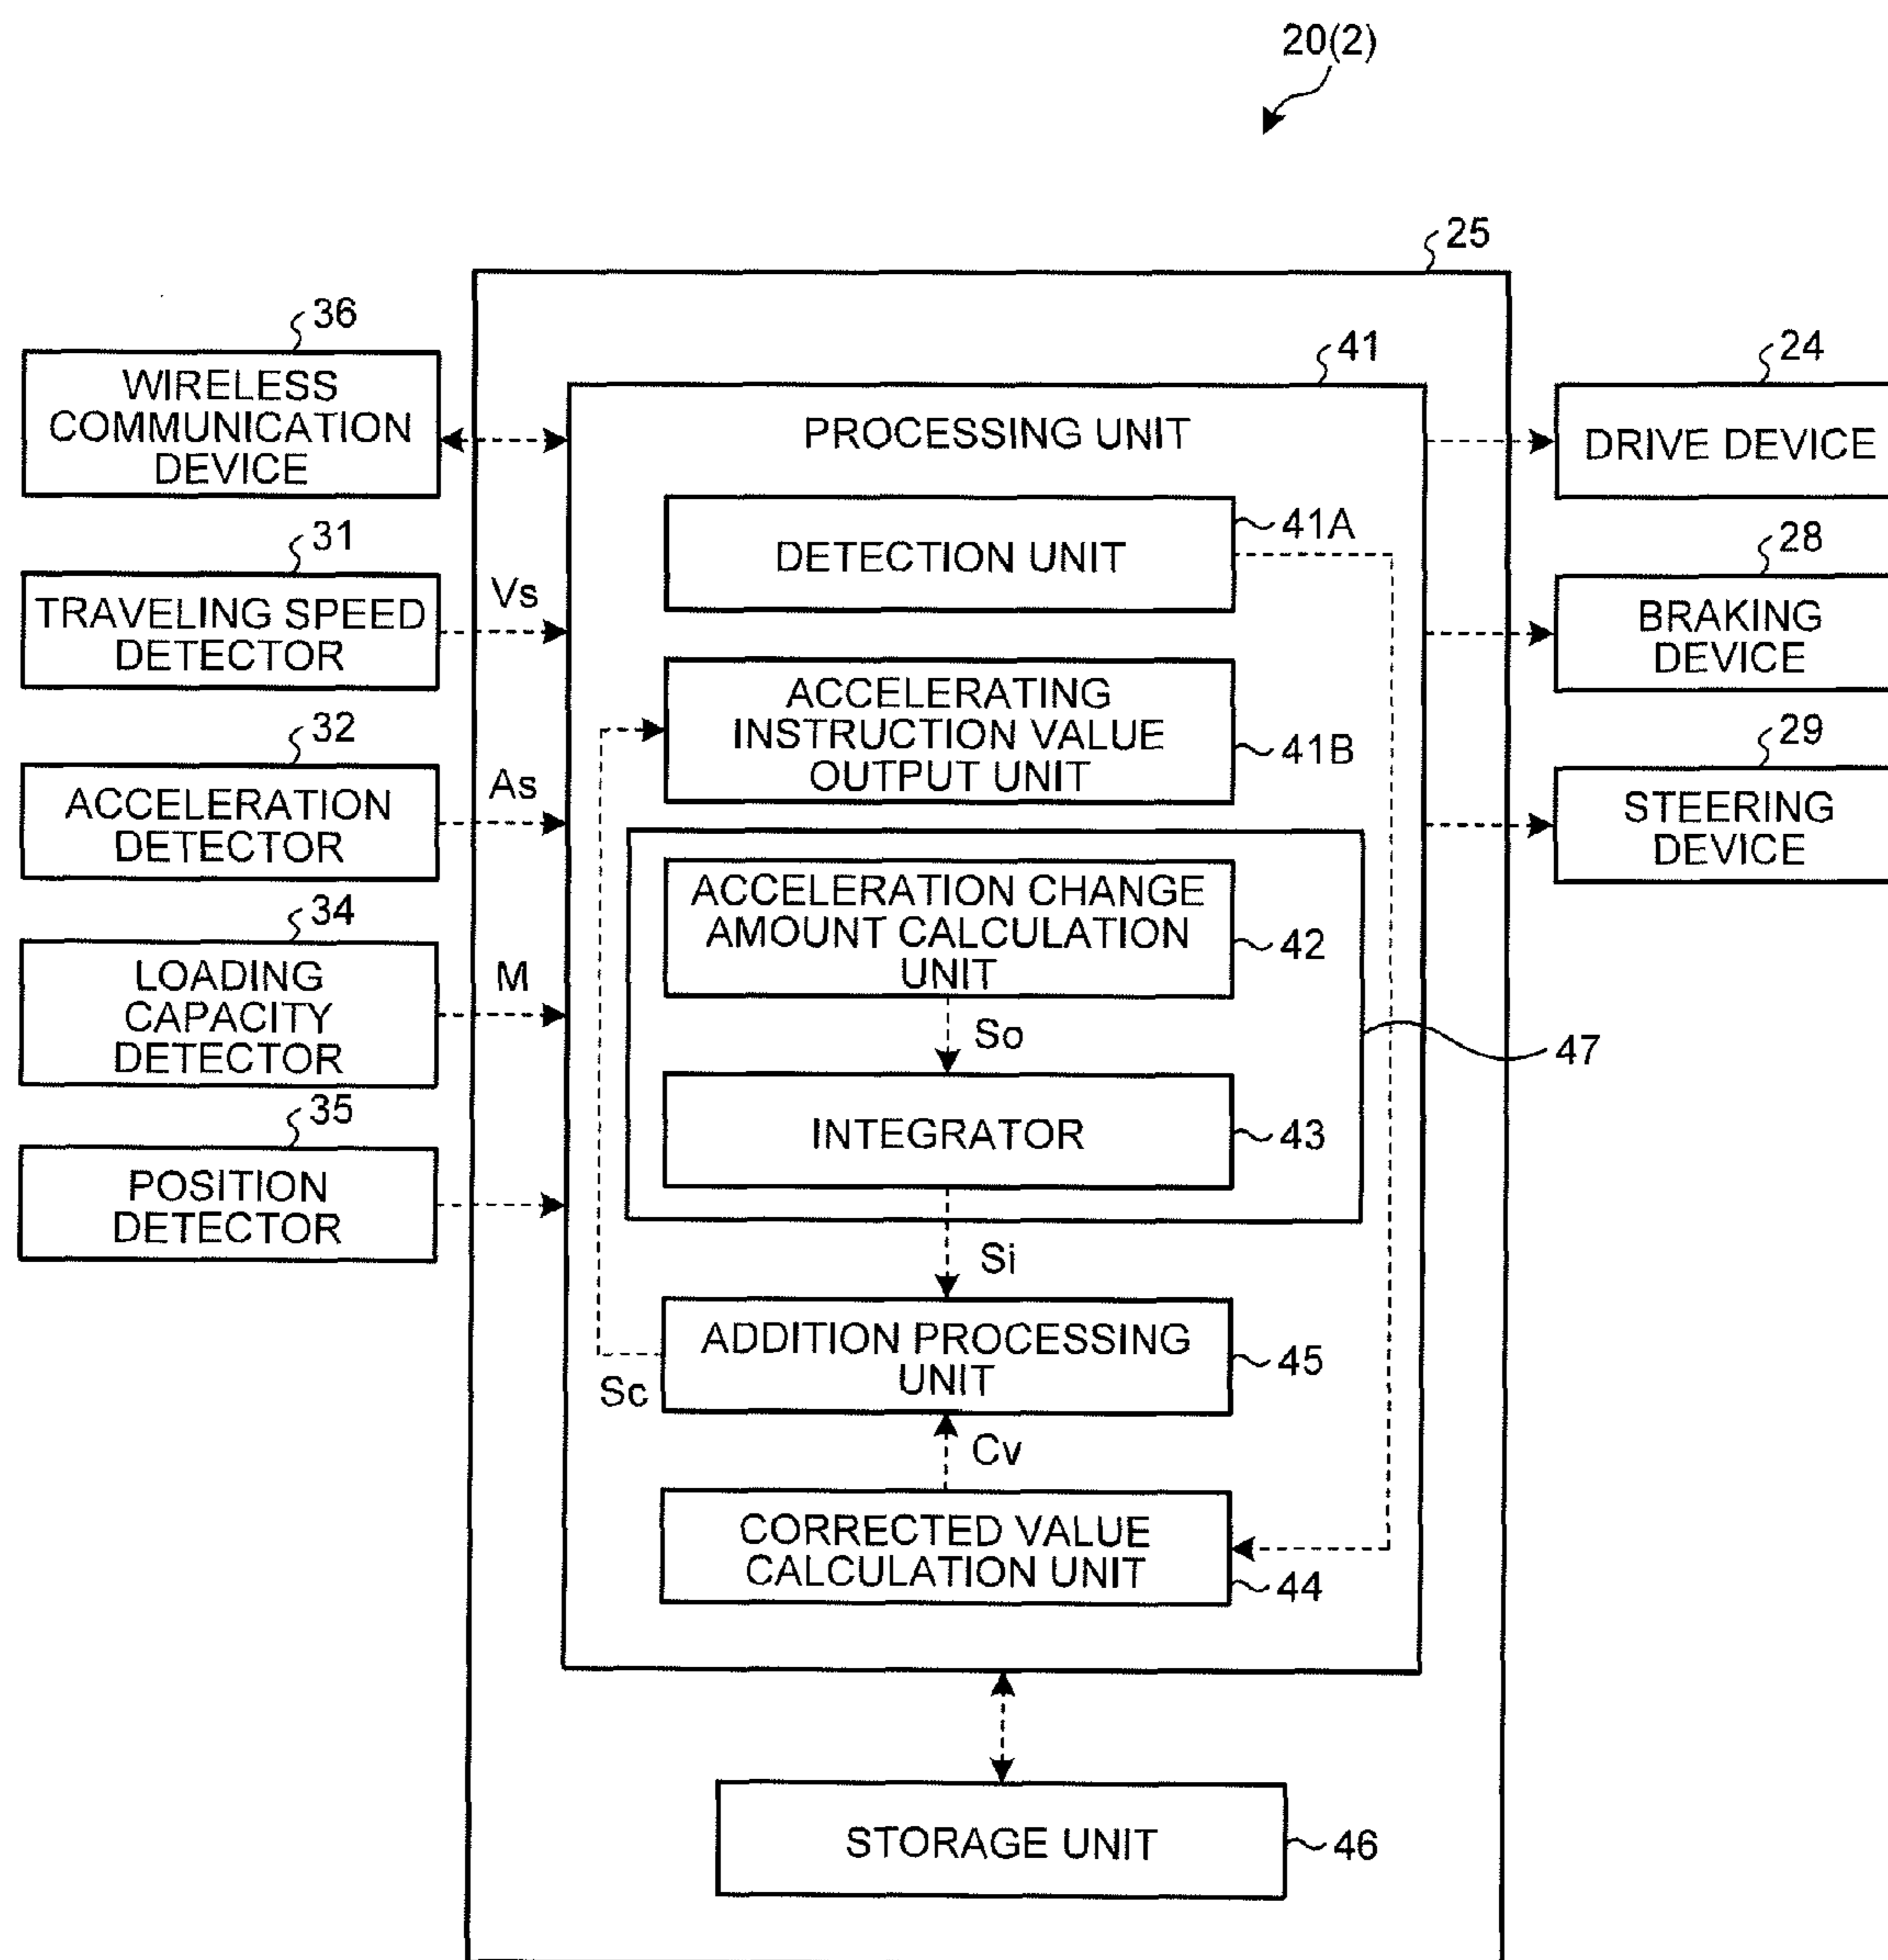 20(2)
25
36
WIRELESS
COMMUNICATION
DEVICE
31
TRAVELING SPEED
DETECTOR
Vs
32
ACCELERATION
DETECTOR
As
34
LOADING
CAPACITY
DETECTOR
M
35
POSITION
DETECTOR
41
PROCESSING UNIT
DETECTION UNIT
41A
ACCELERATING
INSTRUCTION VALUE
OUTPUT UNIT
41B
ACCELERATION CHANGE
AMOUNT CALCULATION
UNIT
42
So
INTEGRATOR
43
47
Si
ADDITION PROCESSING
UNIT
45
Sc
Cv
CORRECTED VALUE
CALCULATION UNIT
44
STORAGE UNIT
46
24
DRIVE DEVICE
28
BRAKING
DEVICE
29
STEERING
DEVICE